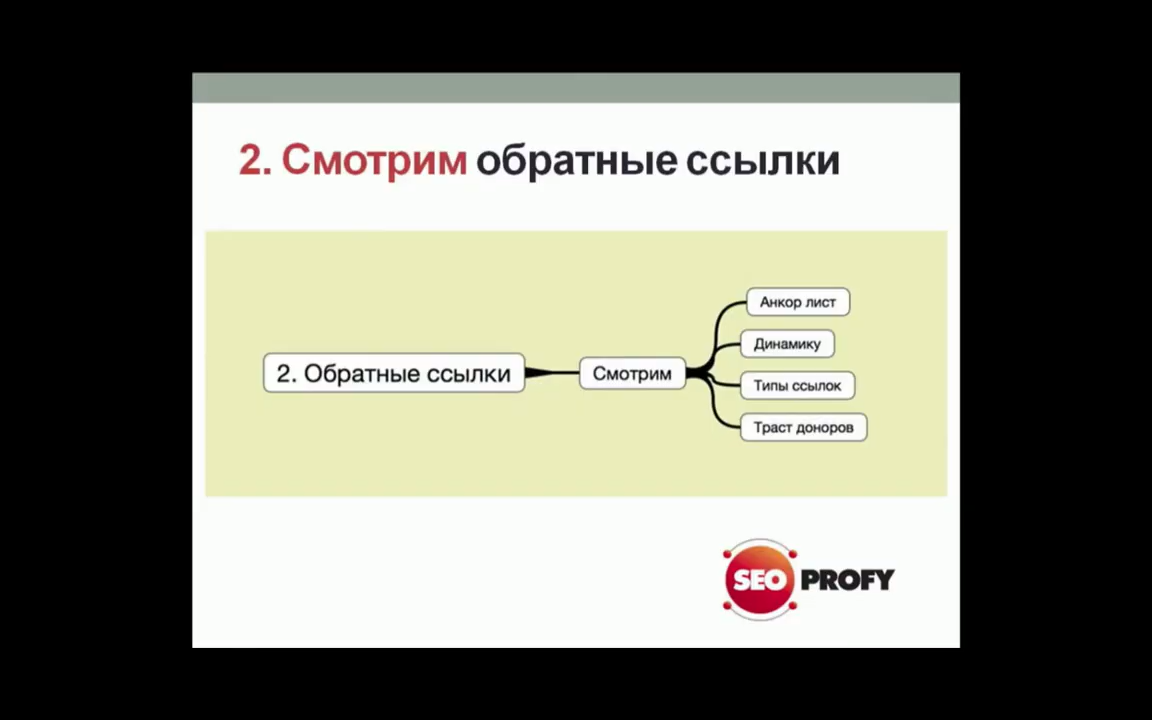 2. Смотрим обратные ссылки
Анкор лист
Динамику
2. Обратные ссылки
Смотрим
Типы ссылок
Траст доноров
SEO PROFY